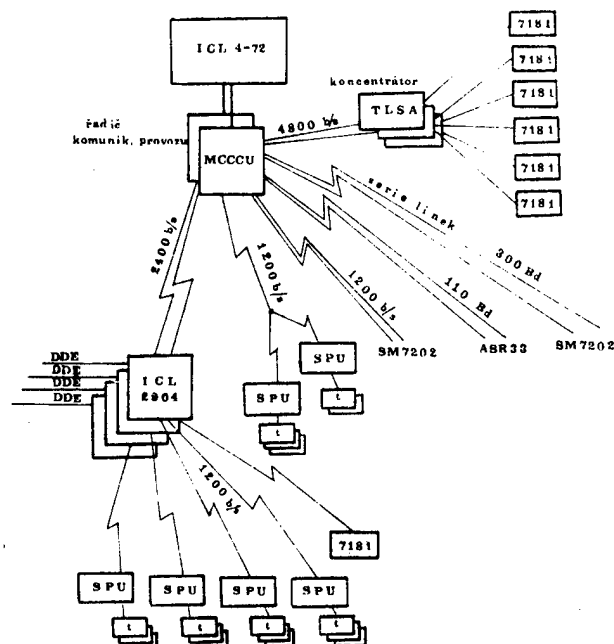 ICL 4-72
7181
7181
7181
7181
7181
7181
koncentrátor
TLSA
řadič
komunik. provozu
MCCCU
4800 b/s
serie linek
300 Bd
110 Bd
1200 b/s
1200 b/s
2400 b/s
SM7202
ASR33
SM7202
DDE
DDE
DDE
DDE
ICL
2904
SPU
t
SPU
t
1200 b/s
7181
SPU
SPU
SPU
SPU
t
t
t
t